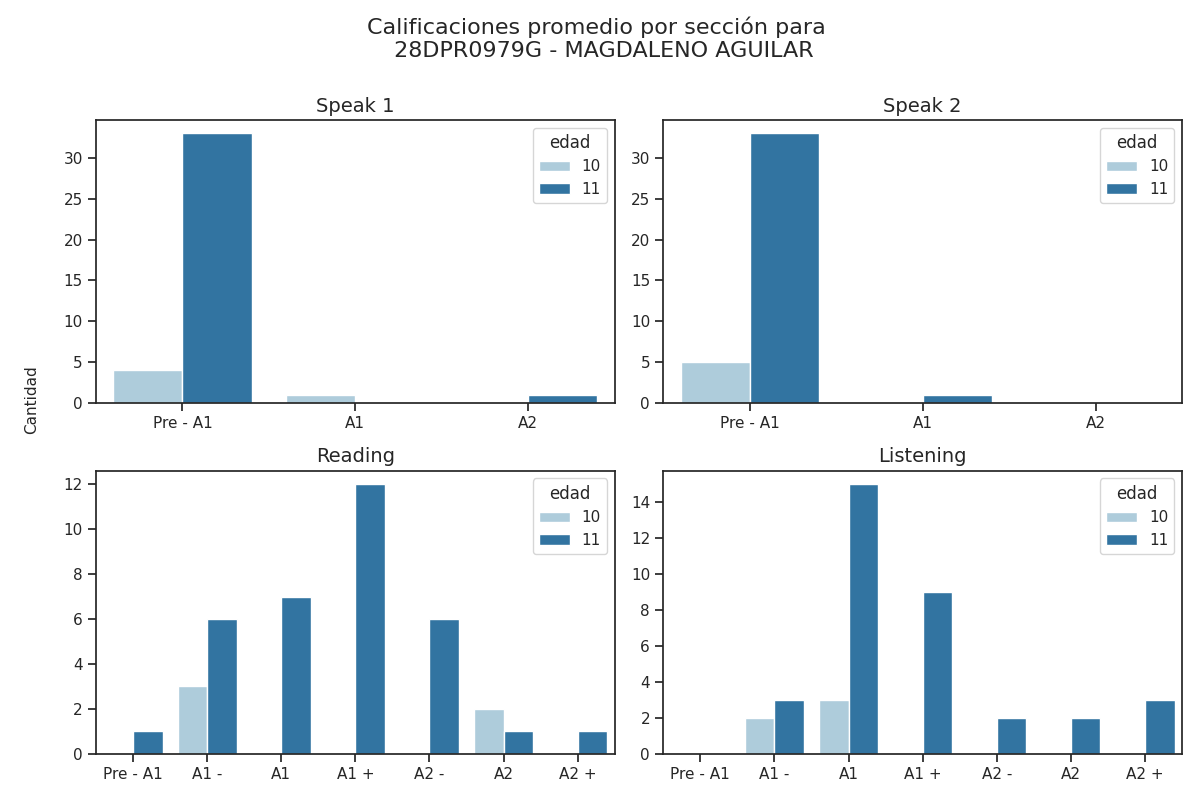 Calificaciones promedio por sección para
28DPR0979G - MAGDALENO AGUILAR
Cantidad
Speak 1
30
25
20
15
10
5
0
Pre - A1 A1 A2
edad
10
11
Speak 2
30
25
20
15
10
5
0
Pre - A1 A1 A2
edad
10
11
Reading
12
10
8
6
4
2
0
Pre - A1 A1 - A1 A1 + A2 - A2 A2 +
edad
10
11
Listening
14
12
10
8
6
4
2
0
Pre - A1 A1 - A1 A1 + A2 - A2 A2 +
edad
10
11